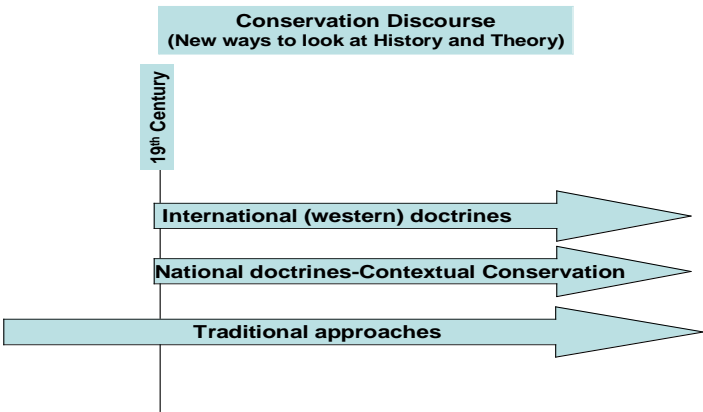 Conservation Discourse
(New ways to look at History and Theory)
19th Century
International (western) doctrines
National doctrines-Contextual Conservation
Traditional approaches